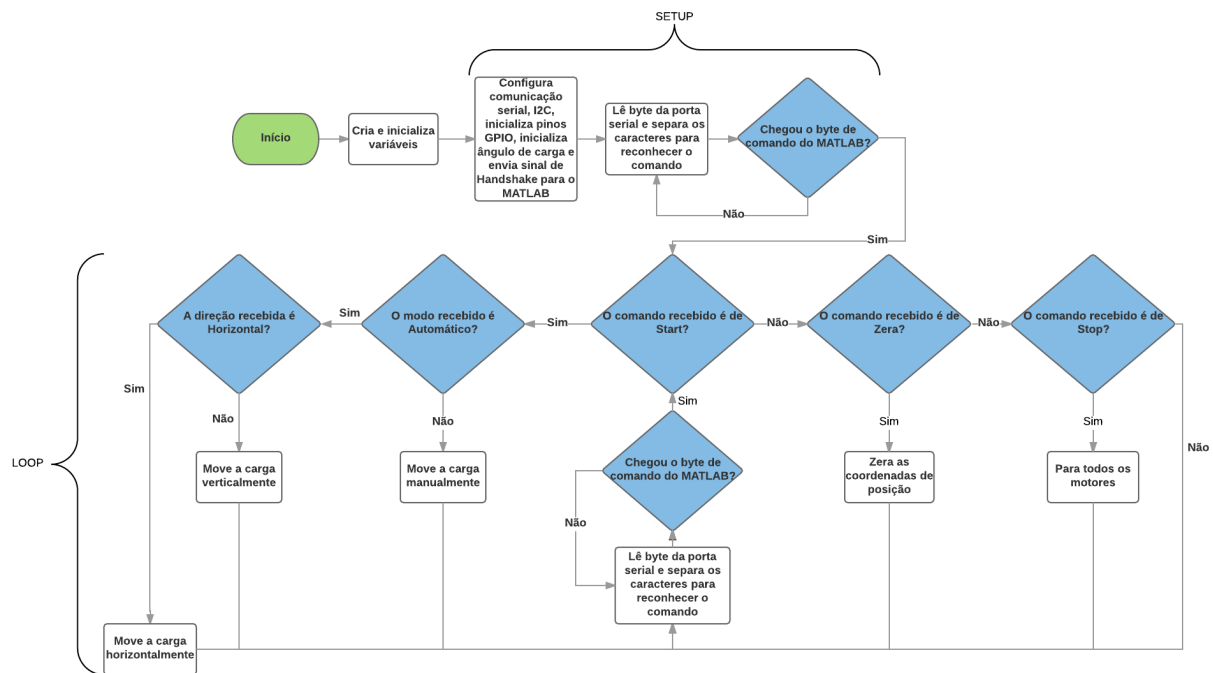 SETUP
Início
Cria e inicializa
variáveis
Configura
comunicação
serial, I2C,
inicializa pinos
GPIO, inicializa
ângulo de carga e
envia sinal de
Handshake para o
MATLAB
Lê byte da porta
serial e separa os
caracteres para
reconhecer o
comando
Chegou o byte de
comando do MATLAB?
Não
Sim
LOOP
A direção recebida é
Horizontal?
Sim
O modo recebido é
Automático?
Sim
O comando recebido é de
Start?
Não
O comando recebido é de
Zera?
Não
O comando recebido é de
Stop?
Sim
Não
Não
Sim
Sim
Sim
Não
Move a carga
verticalmente
Move a carga
manualmente
Chegou o byte de
comando do MATLAB?
Zera as
coordenadas de
posição
Para todos os
motores
Não
Lê byte da porta
serial e separa os
caracteres para
reconhecer o
comando
Move a carga
horizontalmente